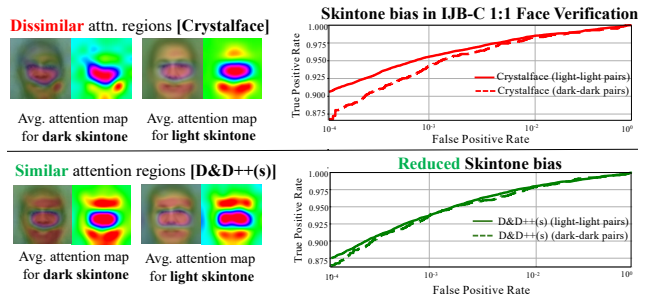 Dissimilar attn. regions [Crystalface]
Avg. attention map
for dark skintone
Avg. attention map
for light skintone
Skintone bias in IJB-C 1:1 Face Verification
True Positive Rate
1.000
0.975
0.950
0.925
0.900
0.875
Crystalface (light-light pairs)
Crystalface (dark-dark pairs)
10⁻⁴
10⁻³
10⁻²
10⁰
False Positive Rate
Similar attention regions [D&D++(s)]
Avg. attention map
for dark skintone
Avg. attention map
for light skintone
Reduced Skintone bias
True Positive Rate
1.000
0.975
0.950
0.925
0.900
0.875
D&D++(s) (light-light pairs)
D&D++(s) (dark-dark pairs)
10⁻⁴
10⁻³
10⁻²
10⁰
False Positive Rate